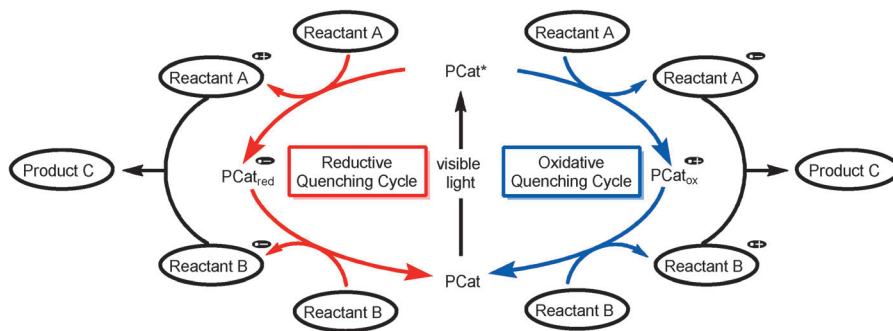 Reactant A
Reactant A
⊕
PCat*
Reactant A
Reactant A
⊖
Product C
PCatred
⊖
Reductive
Quenching Cycle
visible
light
Oxidative
Quenching Cycle
PCatox
⊕
Product C
Reactant B
⊖
Reactant B
PCat
Reactant B
Reactant B
⊕